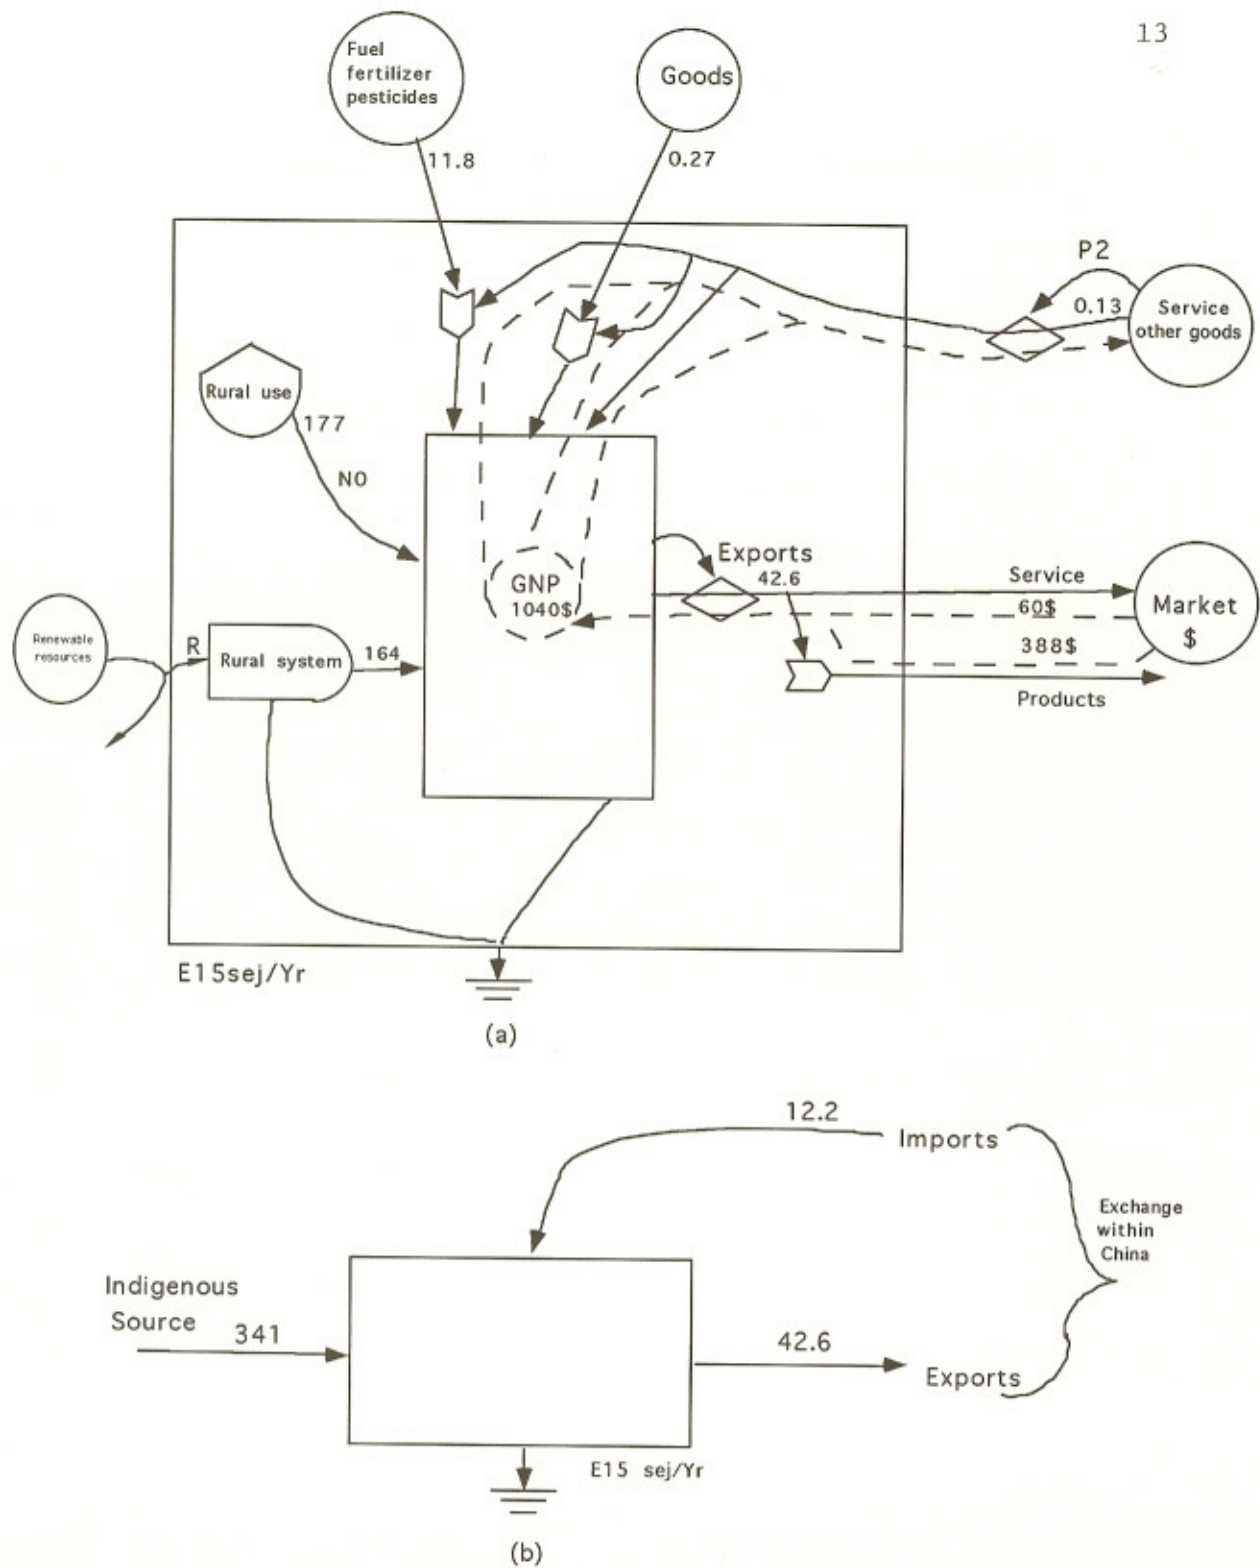 13
Fuel
fertilizer
pesticides
Goods
11.8
0.27
P2
0.13
Service
other goods
Rural use
177
N0
Exports
42.6
Service
GNP
1040$
60$
Market
$
388$
Products
Renewable
resources
R
Rural system
164
E15sej/Yr
(a)
12.2
Imports
Exchange
within
China
Indigenous
Source
341
42.6
Exports
E15 sej/Yr
(b)